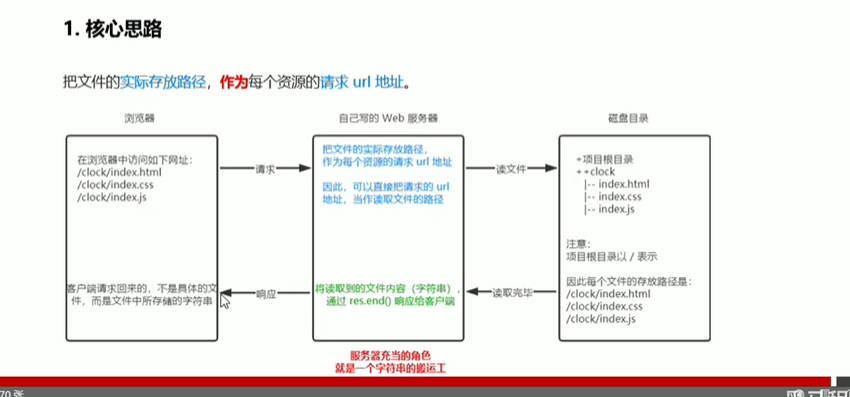 1. 核心思路
把文件的实际存放路径，作为每个资源的请求 url 地址。
浏览器
在浏览器中访问如下网址：
/clock/index.html
/clock/index.css
/clock/index.js
客户端请求回来的，不是具体的文
件，而是文件中所存储的字符串
请求
响应
自己写的 Web 服务器
把文件的实际存放路径，
作为每个资源的请求 url 地址
因此，可以直接把请求的 url
地址，当作读取文件的路径
将读取到的文件内容（字符串），
通过 res.end() 响应给客户端
服务器充当的角色
就是一个字符串的搬运工
读文件
读取完毕
磁盘目录
+项目根目录
++clock
|-- index.html
|-- index.css
|-- index.js
注意：
项目根目录以 / 表示
因此每个文件的存放路径是：
/clock/index.html
/clock/index.css
/clock/index.js
70 张